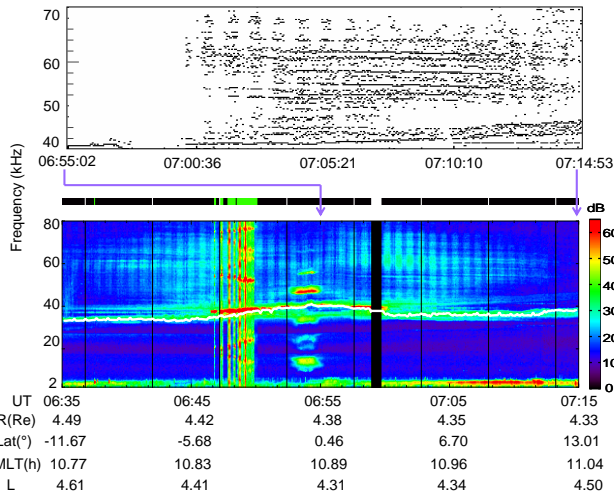 70
60
50
40
06:55:02 07:00:36 07:05:21 07:10:10 07:14:53
Frequency (kHz)
80
60
40
20
2
dB
60
50
40
30
20
10
0
UT 06:35 06:45 06:55 07:05 07:15
R(Re) 4.49 4.42 4.38 4.35 4.33
Lat(°) -11.67 -5.68 0.46 6.70 13.01
MLT(h) 10.77 10.83 10.89 10.96 11.04
L 4.61 4.41 4.31 4.34 4.50